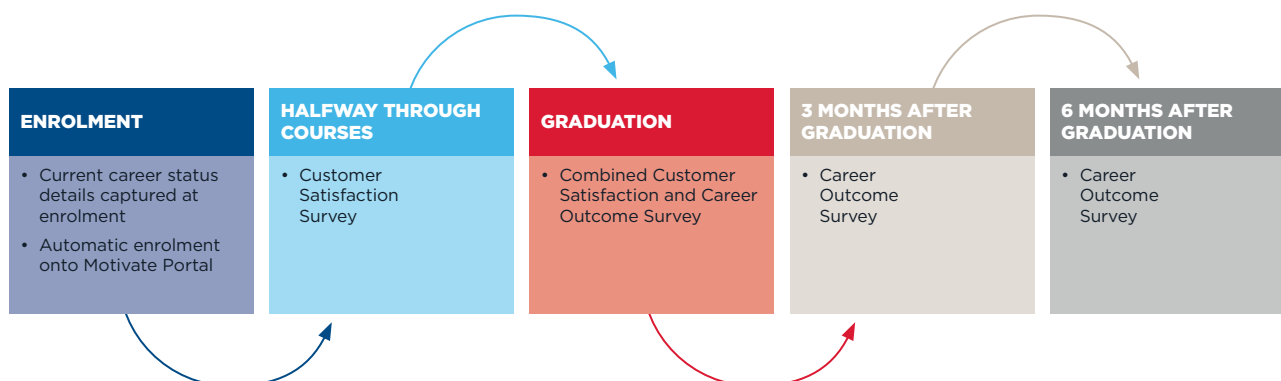 ENROLMENT
• Current career status
details captured at
enrolment
• Automatic enrolment
onto Motivate Portal
HALFWAY THROUGH
COURSES
• Customer
Satisfaction
Survey
GRADUATION
• Combined Customer
Satisfaction and Career
Outcome Survey
3 MONTHS AFTER
GRADUATION
• Career
Outcome
Survey
6 MONTHS AFTER
GRADUATION
• Career
Outcome
Survey